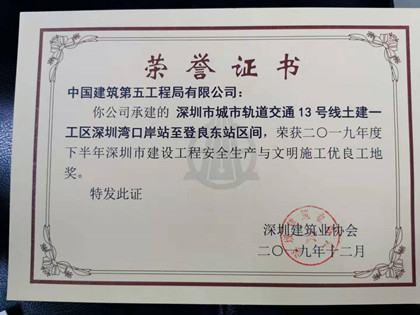 荣誉证书
中国建筑第五工程局有限公司：
你公司承建的 深圳市城市轨道交通13号线土建一
工区深圳湾口岸站至登良东站区间，荣获二〇一九年度
下半年深圳市建设工程安全生产与文明施工优良工地
奖。
特发此证
深圳建筑业协会
二〇一九年十二月